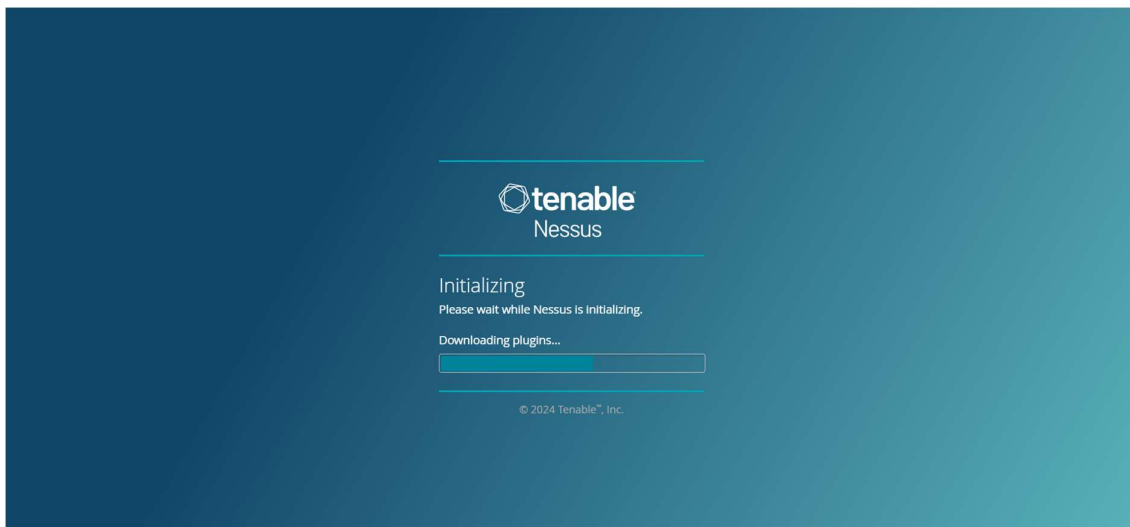 tenable
Nessus
Initializing
Please wait while Nessus is initializing.
Downloading plugins...
© 2024 Tenable™, Inc.